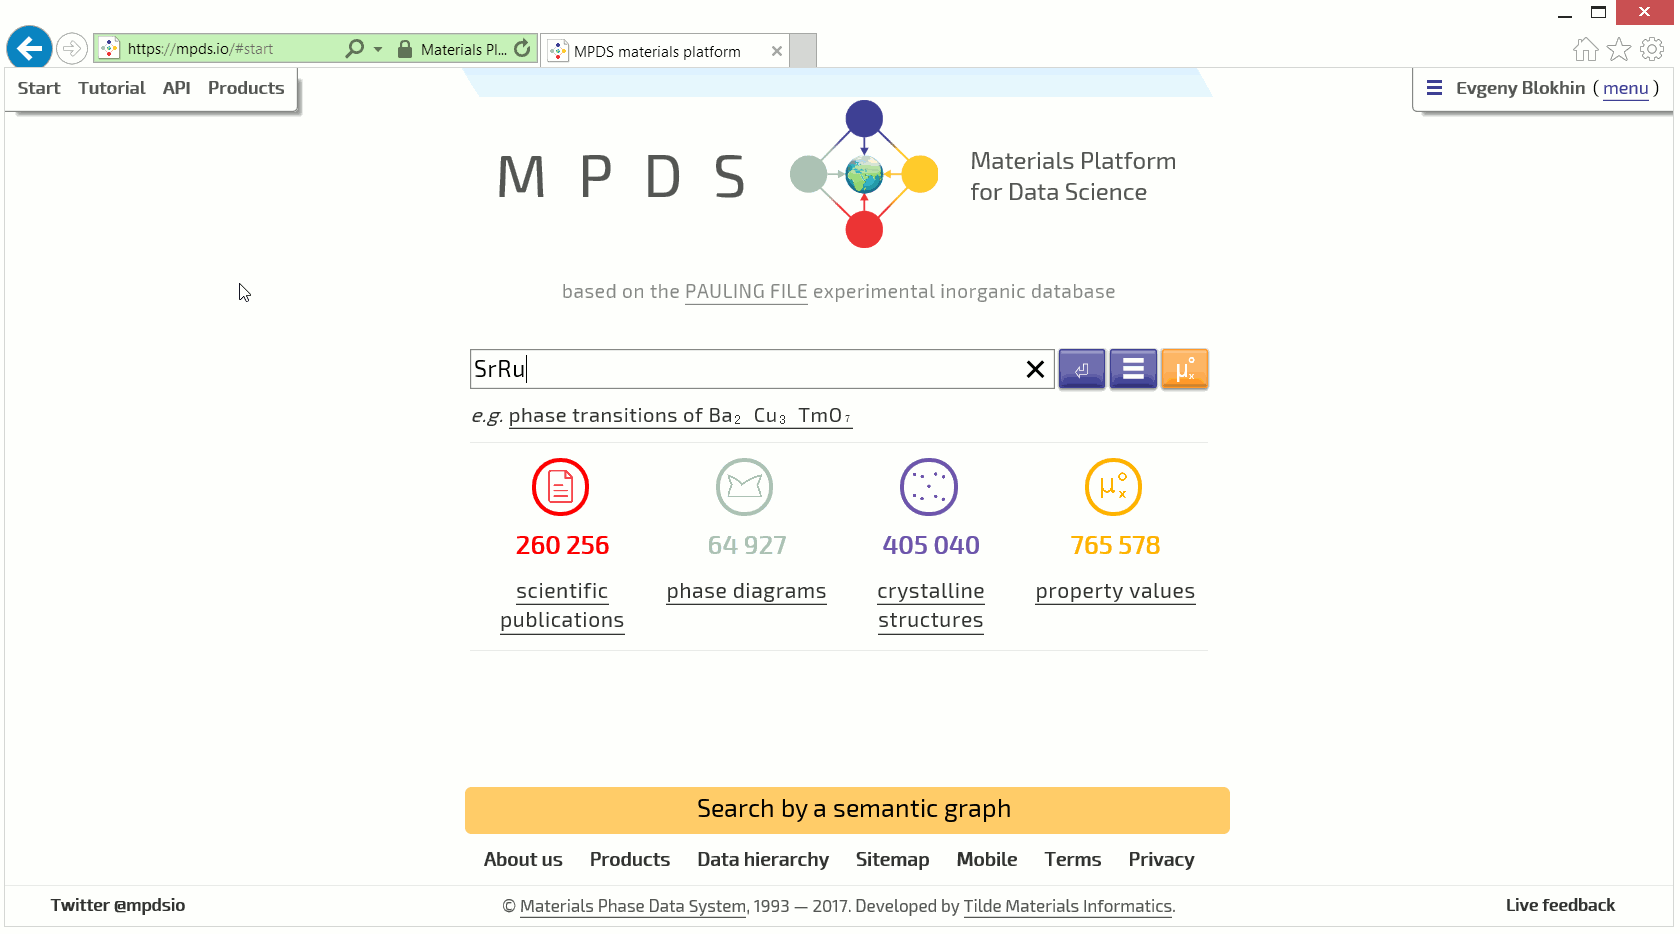 https://mpds.io/#start
Materials Pl...
MPDS materials platform
Start Tutorial API Products
Evgeny Blokhin ( menu )
M P D S
Materials Platform
for Data Science
based on the PAULING FILE experimental inorganic database
SrRu
e.g. phase transitions of Ba₂ Cu₃ TmO₇
μ°ₓ
μ°ₓ
260 256
64 927
405 040
765 578
scientific
publications
phase diagrams
crystalline
structures
property values
Search by a semantic graph
About us Products Data hierarchy Sitemap Mobile Terms Privacy
Twitter @mpdsio
© Materials Phase Data System, 1993 — 2017. Developed by Tilde Materials Informatics.
Live feedback